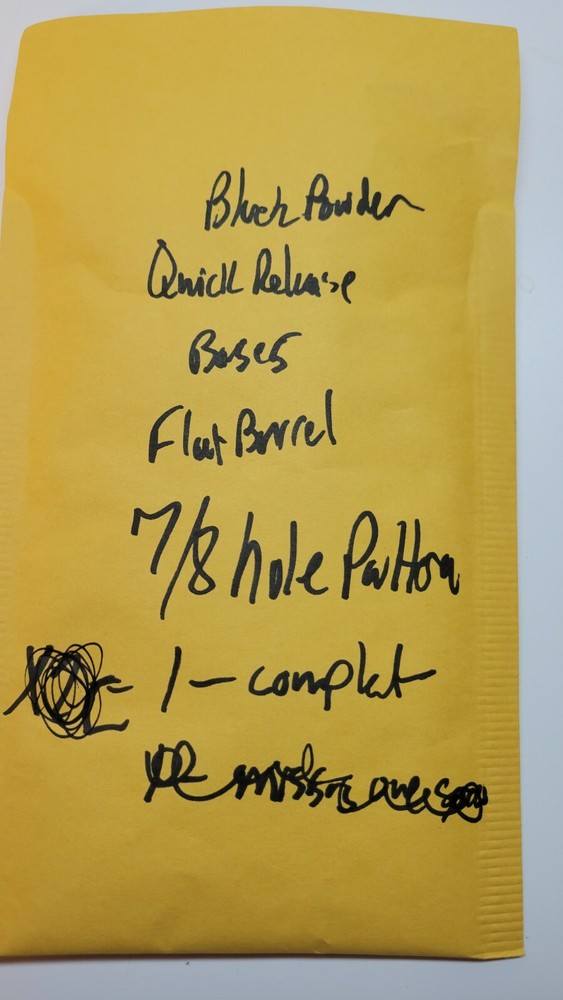 Black Powder
Quick Release
Bases
Flat Barrel
7/8 hole Pattern
1 - complet